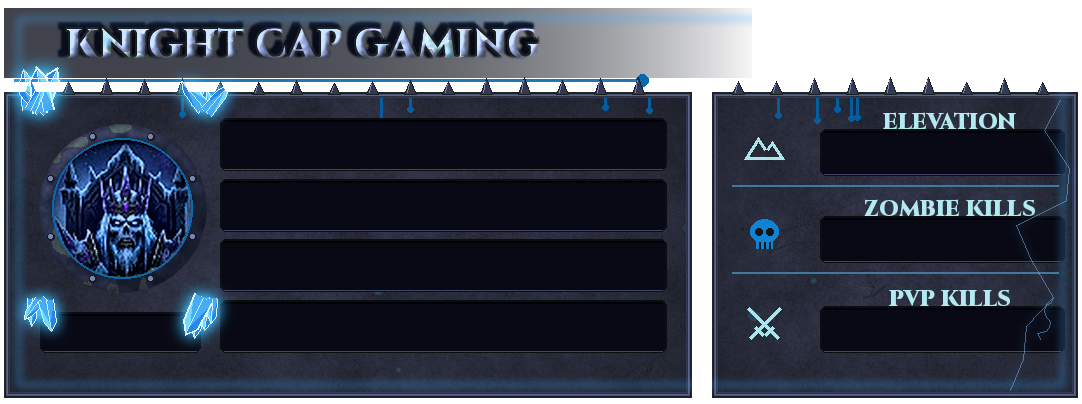 KNIGHT CAP GAMING
ELEVATION
ZOMBIE KILLS
PVP KILLS